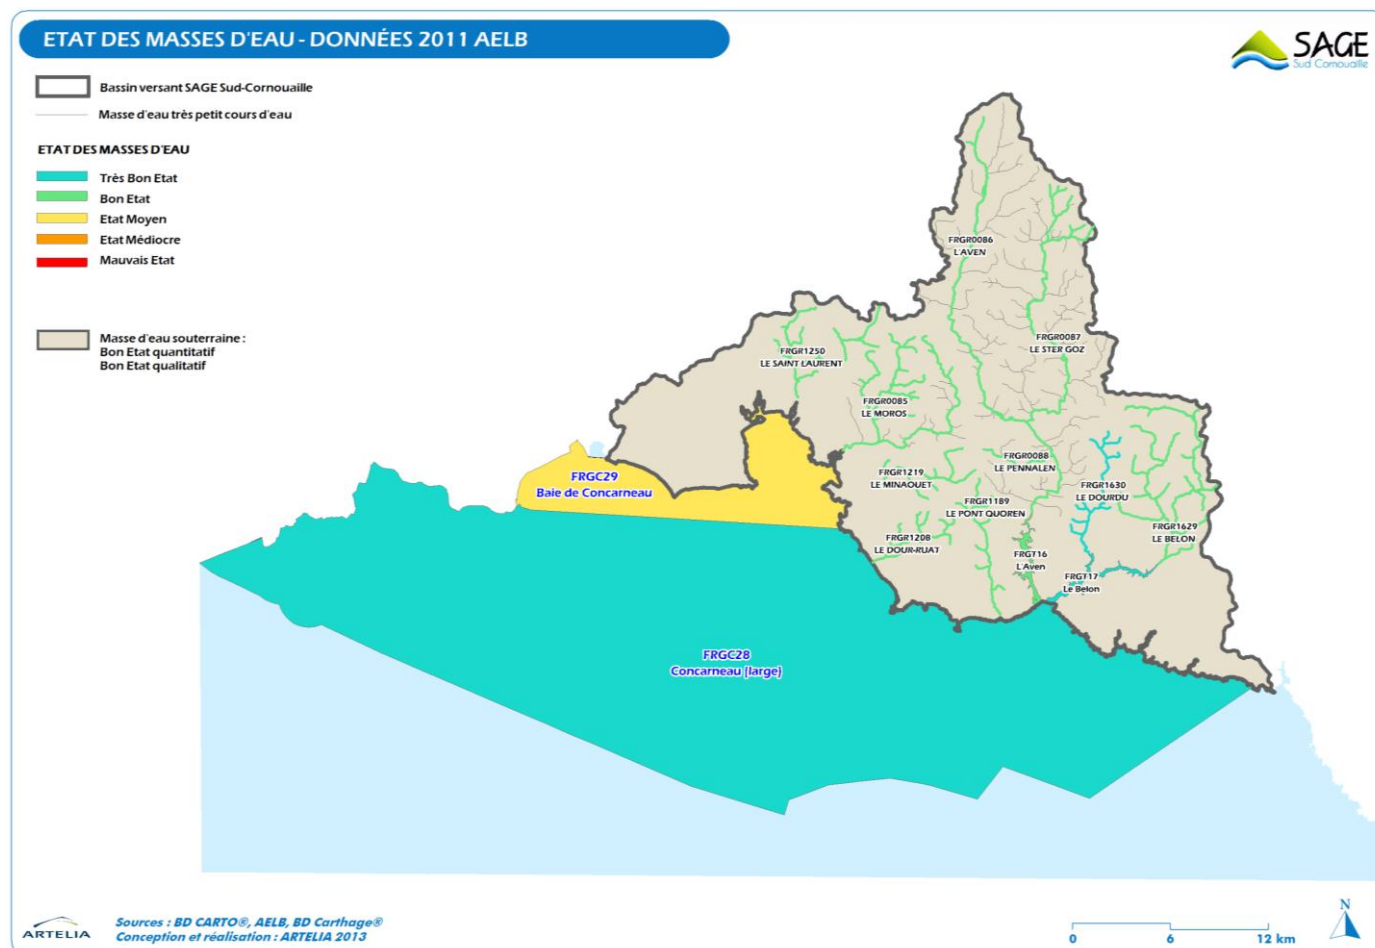 ETAT DES MASSES D'EAU - DONNÉES 2011 AELB
SAGE
Sud Cornouaille
Bassin versant SAGE Sud-Cornouaille
Masse d'eau très petit cours d'eau
ETAT DES MASSES D'EAU
Très Bon Etat
Bon Etat
Etat Moyen
Etat Médiocre
Mauvais Etat
Masse d'eau souterraine :
Bon Etat quantitatif
Bon Etat qualitatif
FRGR0086
L'AVEN
FRGR0087
LE STER GOZ
FRGR1250
LE SAINT LAURENT
FRGR0085
LE MOROS
FRGR0088
LE PENNALEN
FRGR1219
LE MINAOUET
FRGR1630
LE DOURDU
FRGC29
Baie de Concarneau
FRGR1189
LE PONT QUOREN
FRGR1629
LE BELON
FRGR1208
LE DOUR-RUAT
FRGT16
L'Aven
FRGT17
Le Belon
FRGC28
Concarneau (large)
ARTELIA
Sources : BD CARTO®, AELB, BD Carthage®
Conception et réalisation : ARTELIA 2013
0 6 12 km
N